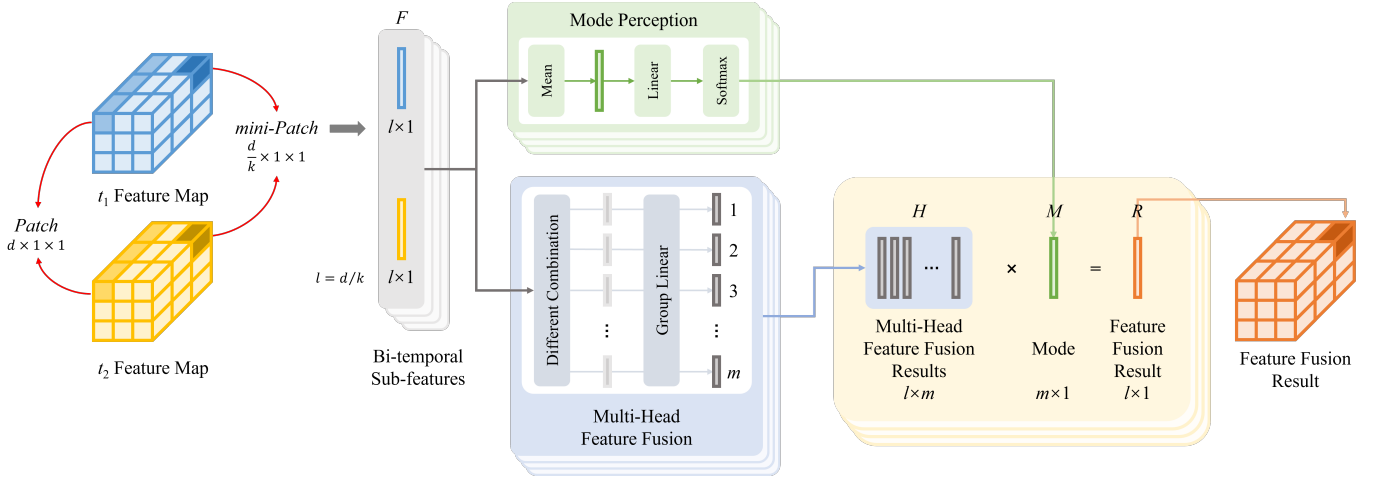 t₁ Feature Map
Patch
d × 1 × 1
t₂ Feature Map
mini-Patch
d/k × 1 × 1
F
l×1
l×1
l = d/k
Bi-temporal
Sub-features
Mode Perception
Mean
Linear
Softmax
Different Combination
Group Linear
1
2
3
...
...
m
Multi-Head
Feature Fusion
H
M
R
...
×
=
Multi-Head
Feature Fusion
Results
l×m
Mode
m×1
Feature
Fusion
Result
l×1
Feature Fusion
Result